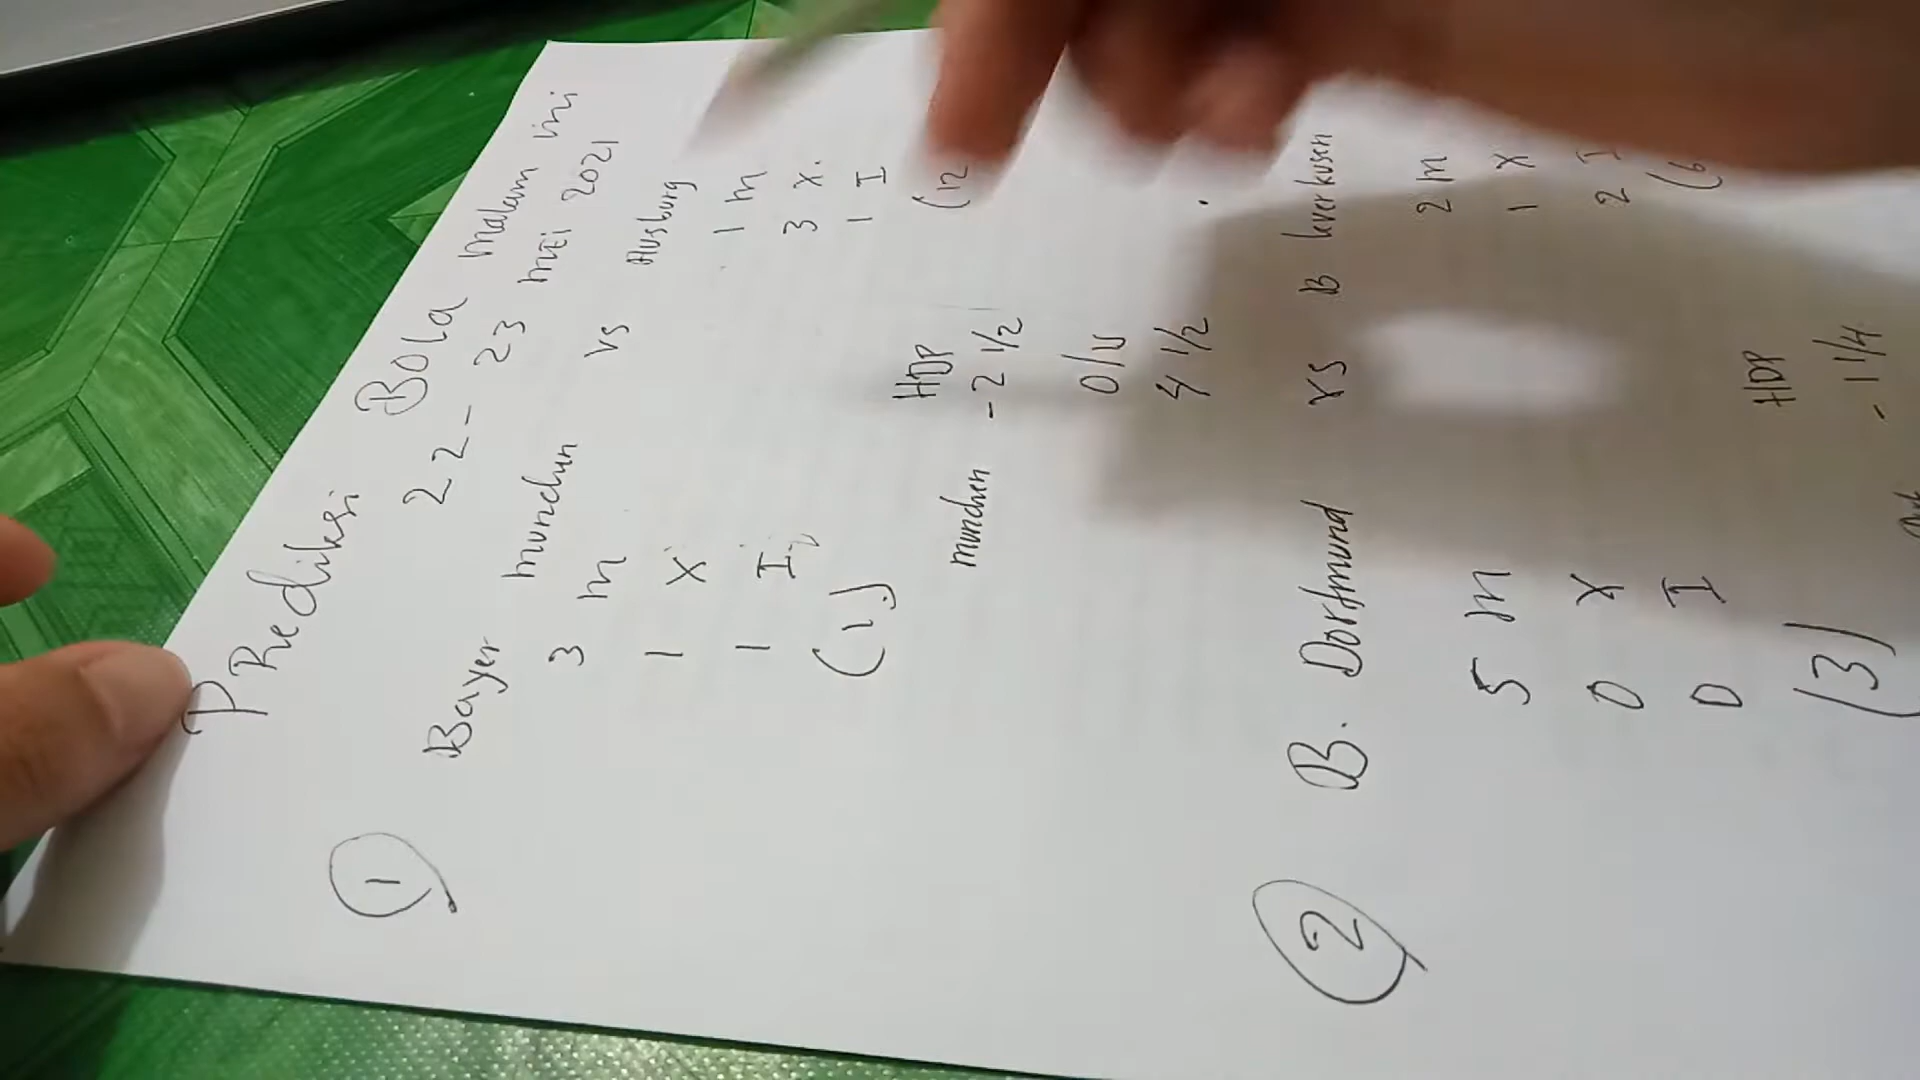 Prediksi Bola malam ini
22 - 23 mei 2021
1 Bayer munchen vs Ausburg
3 m 1 m
1 X 3 X.
1 I 1 I
(1) (12
HDP
munchen -2 1/2
O/U
4 1/2
2 B. Dortmund vs B leverkusen
5 m 2 m
0 X 1 X
0 I 2 I
(3) (6
HDP
-1 1/4